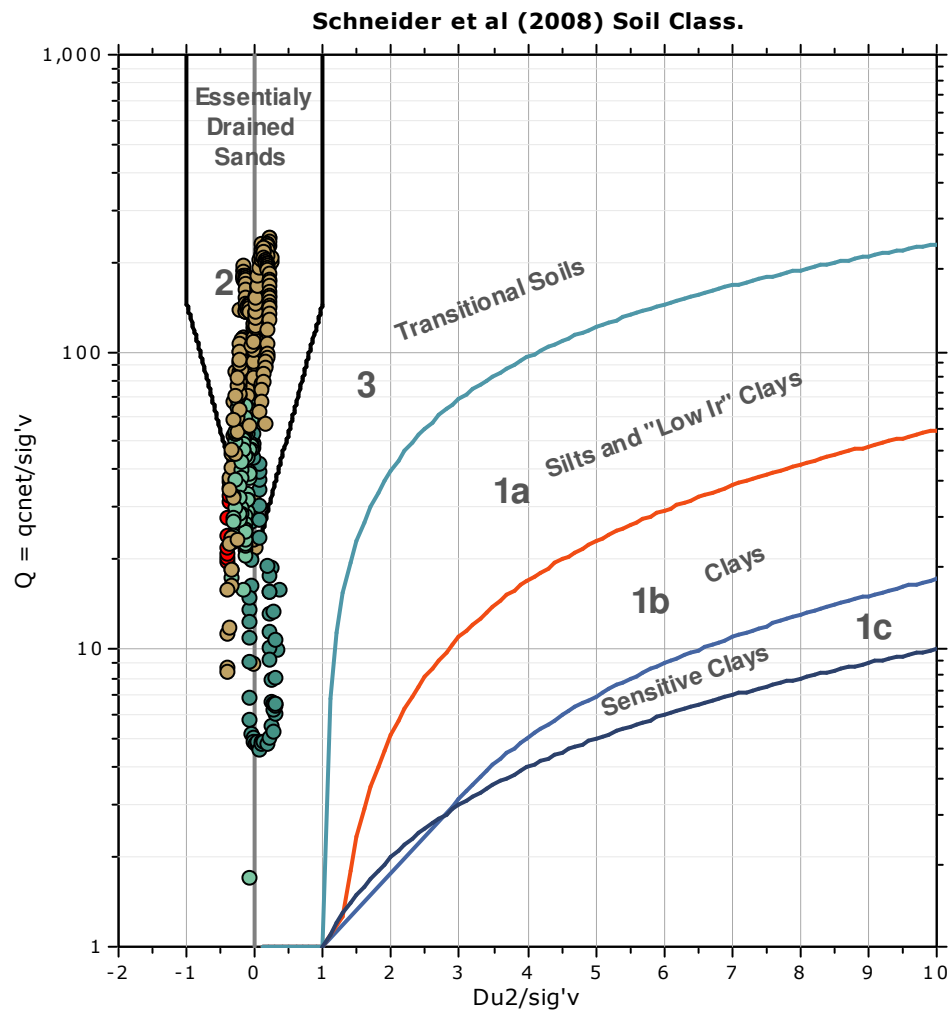 Schneider et al (2008) Soil Class.
1,000
Essentialy
Drained
Sands
2
Transitional Soils
3
100
Silts and "Low Ir" Clays
1a
Clays
1b
1c
Sensitive Clays
10
1
Q = qcnet/sig'v
-2 -1 0 1 2 3 4 5 6 7 8 9 10
Du2/sig'v